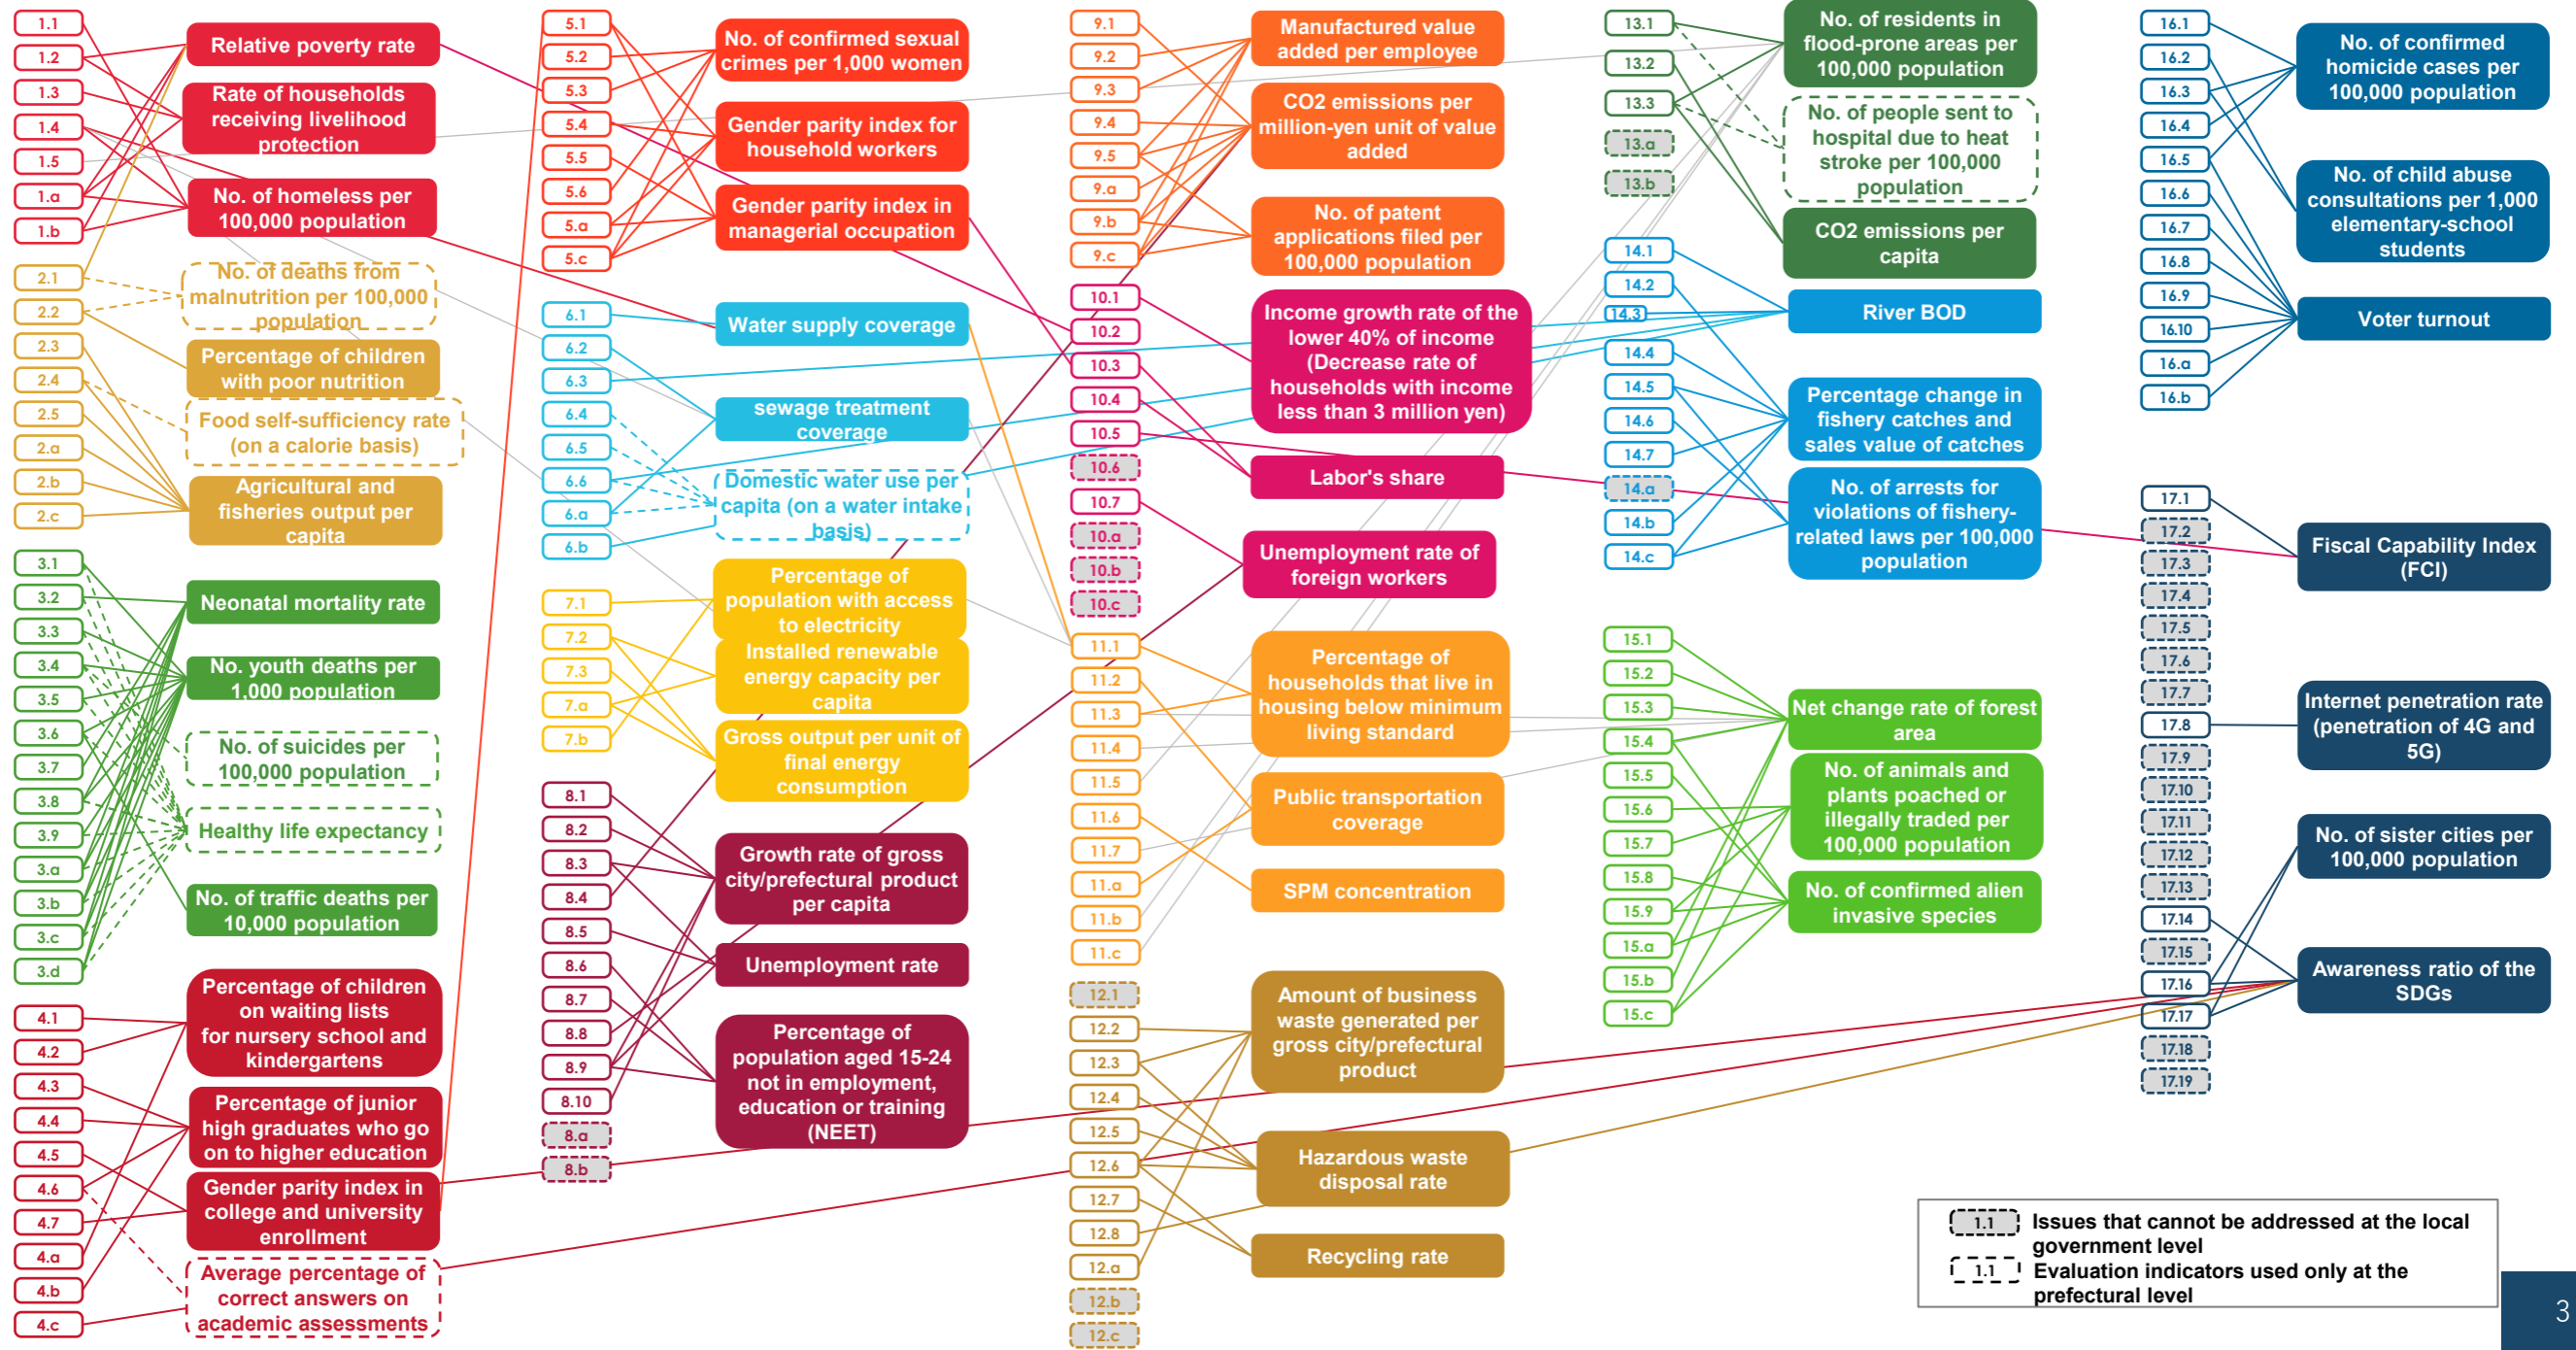 1.1
1.2
1.3
1.4
1.5
1.a
1.b
Relative poverty rate
Rate of households
receiving livelihood
protection
No. of homeless per
100,000 population
2.1
2.2
2.3
2.4
2.5
2.a
2.b
2.c
No. of deaths from
malnutrition per 100,000
population
Percentage of children
with poor nutrition
Food self-sufficiency rate
(on a calorie basis)
Agricultural and
fisheries output per
capita
3.1
3.2
3.3
3.4
3.5
3.6
3.7
3.8
3.9
3.a
3.b
3.c
3.d
Neonatal mortality rate
No. youth deaths per
1,000 population
No. of suicides per
100,000 population
Healthy life expectancy
No. of traffic deaths per
10,000 population
4.1
4.2
4.3
4.4
4.5
4.6
4.7
4.a
4.b
4.c
Percentage of children
on waiting lists
for nursery school and
kindergartens
Percentage of junior
high graduates who go
on to higher education
Gender parity index in
college and university
enrollment
Average percentage of
correct answers on
academic assessments
5.1
5.2
5.3
5.4
5.5
5.6
5.a
5.c
No. of confirmed sexual
crimes per 1,000 women
Gender parity index for
household workers
Gender parity index in
managerial occupation
6.1
6.2
6.3
6.4
6.5
6.6
6.a
6.b
Water supply coverage
sewage treatment
coverage
Domestic water use per
capita (on a water intake
basis)
7.1
7.2
7.3
7.a
7.b
Percentage of
population with access
to electricity
Installed renewable
energy capacity per
capita
Gross output per unit of
final energy
consumption
8.1
8.2
8.3
8.4
8.5
8.6
8.7
8.8
8.9
8.10
8.a
8.b
Growth rate of gross
city/prefectural product
per capita
Unemployment rate
Percentage of
population aged 15-24
not in employment,
education or training
(NEET)
9.1
9.2
9.3
9.4
9.5
9.a
9.b
9.c
Manufactured value
added per employee
CO2 emissions per
million-yen unit of value
added
No. of patent
applications filed per
100,000 population
10.1
10.2
10.3
10.4
10.5
10.6
10.7
10.a
10.b
10.c
Income growth rate of the
lower 40% of income
(Decrease rate of
households with income
less than 3 million yen)
Labor's share
Unemployment rate of
foreign workers
11.1
11.2
11.3
11.4
11.5
11.6
11.7
11.a
11.b
11.c
Percentage of
households that live in
housing below minimum
living standard
Public transportation
coverage
SPM concentration
12.1
12.2
12.3
12.4
12.5
12.6
12.7
12.8
12.a
12.b
12.c
Amount of business
waste generated per
gross city/prefectural
product
Hazardous waste
disposal rate
Recycling rate
13.1
13.2
13.3
13.a
13.b
No. of residents in
flood-prone areas per
100,000 population
No. of people sent to
hospital due to heat
stroke per 100,000
population
CO2 emissions per
capita
14.1
14.2
14.3
14.4
14.5
14.6
14.7
14.a
14.b
14.c
River BOD
Percentage change in
fishery catches and
sales value of catches
No. of arrests for
violations of fishery-
related laws per 100,000
population
15.1
15.2
15.3
15.4
15.5
15.6
15.7
15.8
15.9
15.a
15.b
15.c
Net change rate of forest
area
No. of animals and
plants poached or
illegally traded per
100,000 population
No. of confirmed alien
invasive species
16.1
16.2
16.3
16.4
16.5
16.6
16.7
16.8
16.9
16.10
16.a
16.b
No. of confirmed
homicide cases per
100,000 population
No. of child abuse
consultations per 1,000
elementary-school
students
Voter turnout
17.1
17.2
17.3
17.4
17.5
17.6
17.7
17.8
17.9
17.10
17.11
17.12
17.13
17.14
17.15
17.16
17.17
17.18
17.19
Fiscal Capability Index
(FCI)
Internet penetration rate
(penetration of 4G and
5G)
No. of sister cities per
100,000 population
Awareness ratio of the
SDGs
1.1 Issues that cannot be addressed at the local
government level
1.1 Evaluation indicators used only at the
prefectural level
3